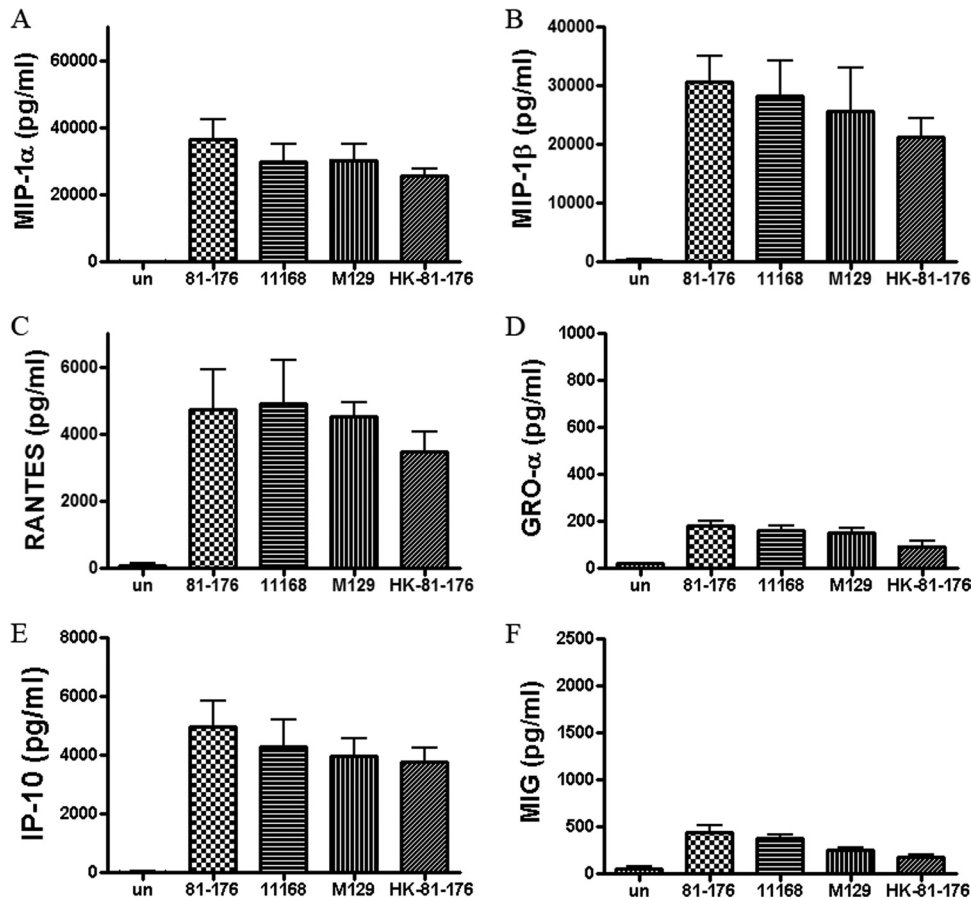 A
MIP-1α (pg/ml)
60000
40000
20000
0
un 81-176 11168 M129 HK-81-176
B
MIP-1β (pg/ml)
40000
30000
20000
10000
0
un 81-176 11168 M129 HK-81-176
C
RANTES (pg/ml)
6000
4000
2000
0
un 81-176 11168 M129 HK-81-176
D
GRO-α (pg/ml)
1000
800
600
400
200
0
un 81-176 11168 M129 HK-81-176
E
IP-10 (pg/ml)
8000
6000
4000
2000
0
un 81-176 11168 M129 HK-81-176
F
MIG (pg/ml)
2500
2000
1500
1000
500
0
un 81-176 11168 M129 HK-81-176